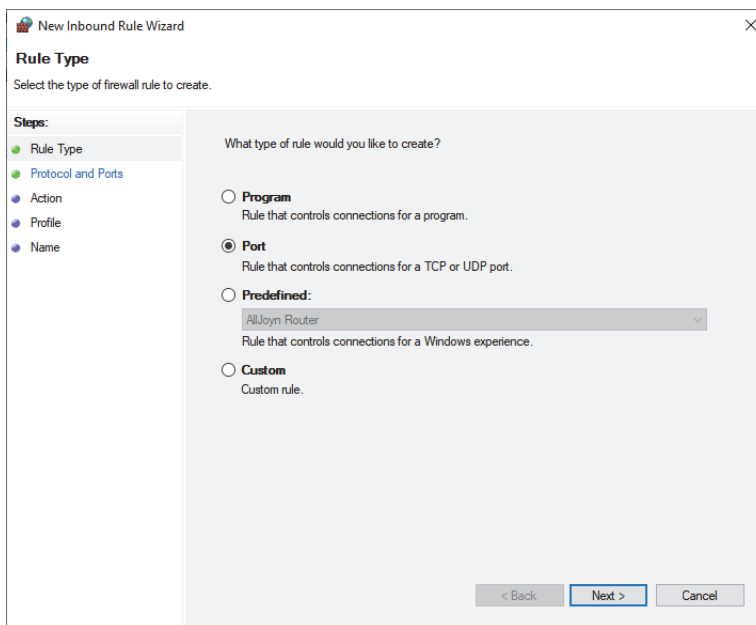 New Inbound Rule Wizard
Rule Type
Select the type of firewall rule to create.
Steps:
Rule Type
Protocol and Ports
Action
Profile
Name
What type of rule would you like to create?
Program
Rule that controls connections for a program.
Port
Rule that controls connections for a TCP or UDP port.
Predefined:
AllJoyn Router
Rule that controls connections for a Windows experience.
Custom
Custom rule.
< Back Next > Cancel